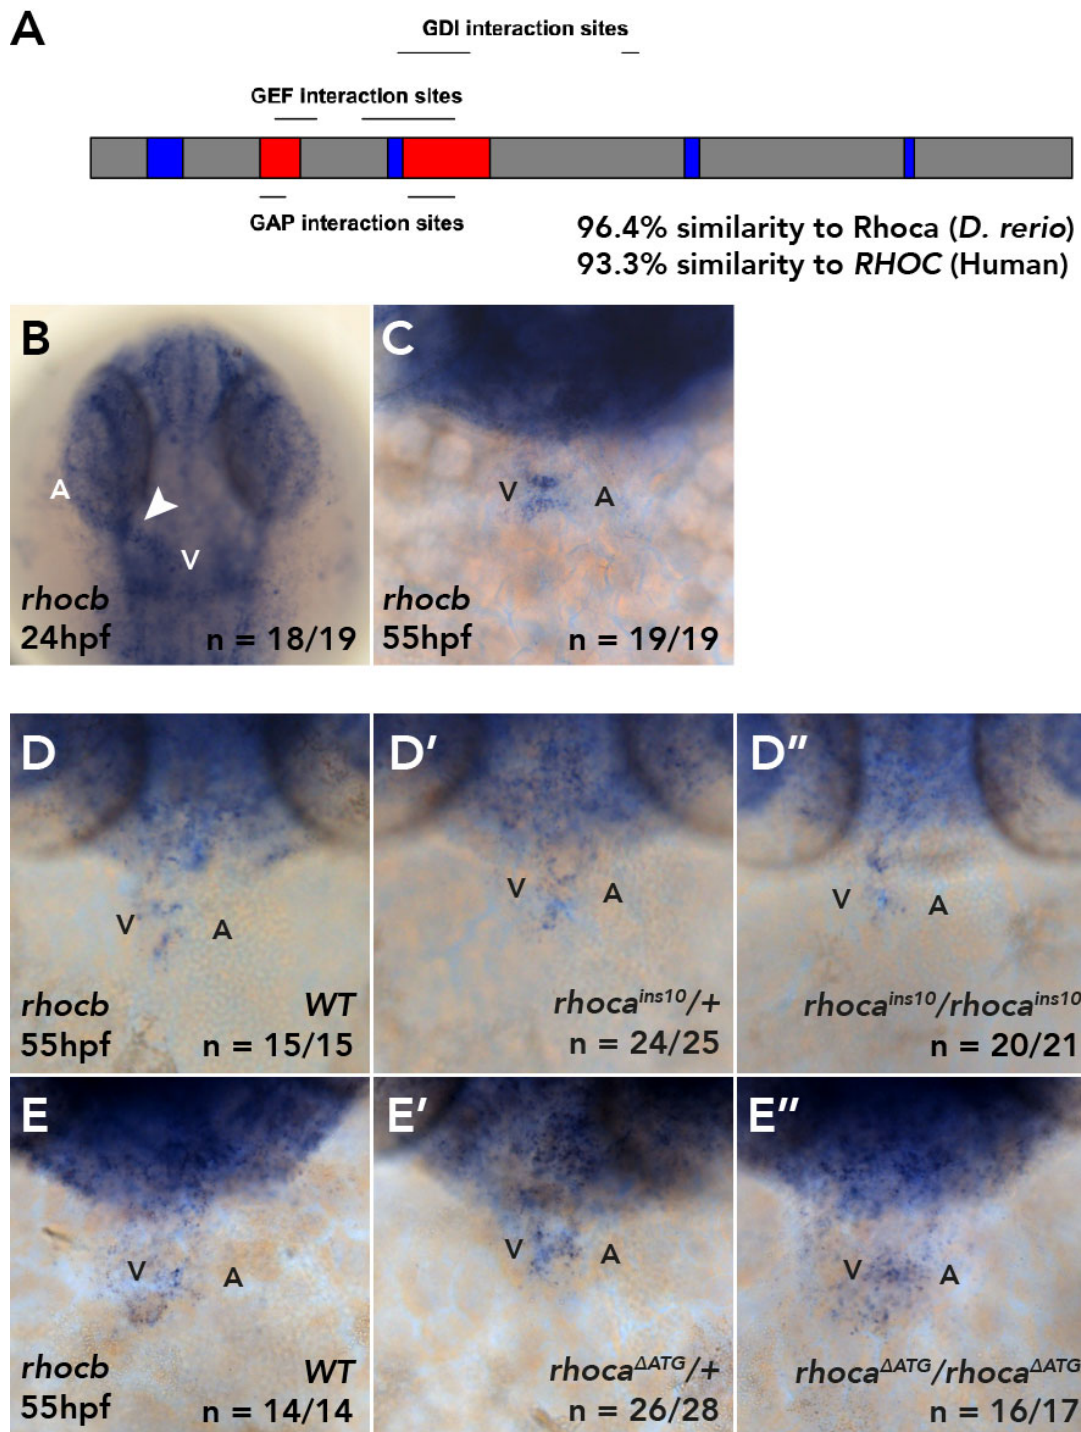 A
GDI interaction sites
GEF interaction sites
GAP interaction sites
96.4% similarity to Rhoca (D. rerio)
93.3% similarity to RHOC (Human)
B
A
V
rhocb
24hpf n = 18/19
C
V A
rhocb
55hpf n = 19/19
D
V A
rhocb WT
55hpf n = 15/15
D′
V A
rhoca^ins10/+
n = 24/25
D″
V A
rhoca^ins10/rhoca^ins10
n = 20/21
E
V A
rhocb WT
55hpf n = 14/14
E′
V A
rhoca^ΔATG/+
n = 26/28
E″
V A
rhoca^ΔATG/rhoca^ΔATG
n = 16/17